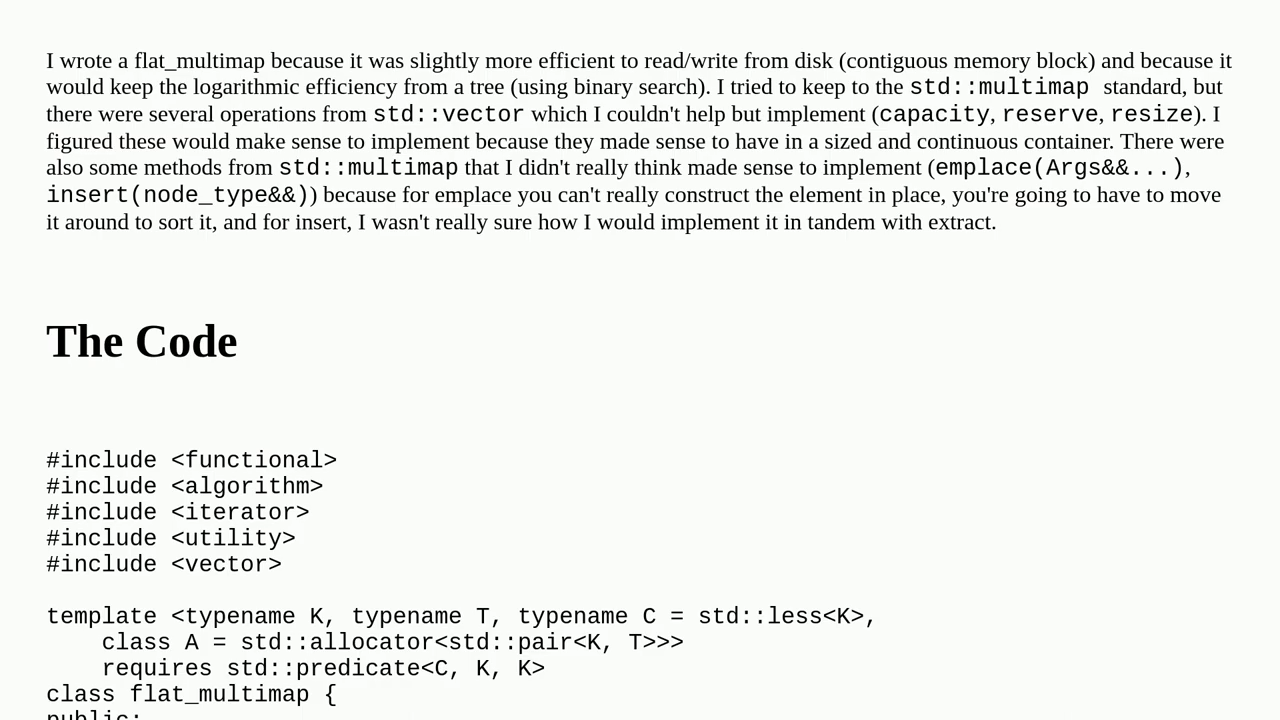 I wrote a flat_multimap because it was slightly more efficient to read/write from disk (contiguous memory block) and because it
would keep the logarithmic efficiency from a tree (using binary search). I tried to keep to the std::multimap standard, but
there were several operations from std::vector which I couldn't help but implement (capacity, reserve, resize). I
figured these would make sense to implement because they made sense to have in a sized and continuous container. There were
also some methods from std::multimap that I didn't really think made sense to implement (emplace(Args&&...),
insert(node_type&&)) because for emplace you can't really construct the element in place, you're going to have to move
it around to sort it, and for insert, I wasn't really sure how I would implement it in tandem with extract.
The Code
#include <functional>
#include <algorithm>
#include <iterator>
#include <utility>
#include <vector>
template <typename K, typename T, typename C = std::less<K>,
    class A = std::allocator<std::pair<K, T>>>
    requires std::predicate<C, K, K>
class flat_multimap {
public: